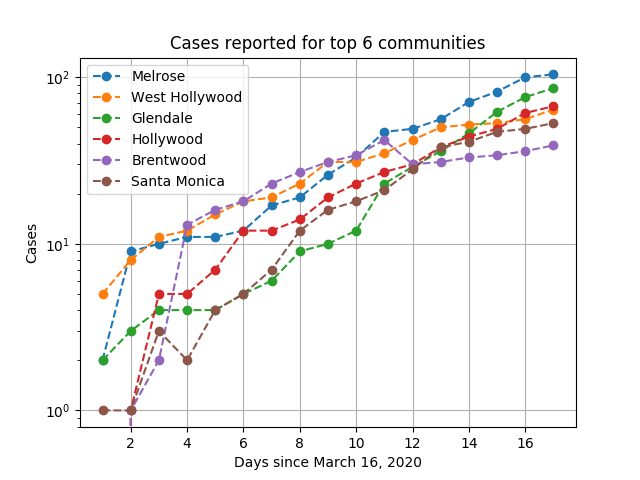 Cases reported for top 6 communities
Melrose
West Hollywood
Glendale
Hollywood
Brentwood
Santa Monica
10²
10¹
10⁰
Cases
2 4 6 8 10 12 14 16
Days since March 16, 2020